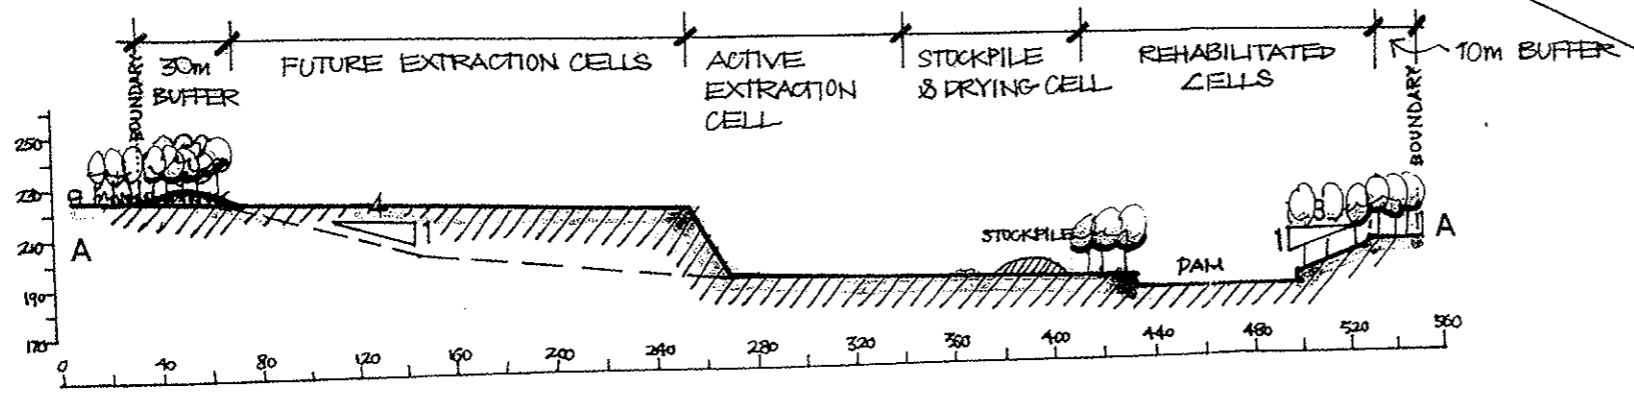 BOUNDARY
30m
BUFFER
FUTURE EXTRACTION CELLS
ACTIVE
EXTRACTION
CELL
STOCKPILE
& DRYING CELL
REHABILITATED
CELLS
10m BUFFER
BOUNDARY
250
230
210
190
170
A
4
1
STOCKPILE
DAM
1
3
A
0
40
80
120
160
200
240
280
320
360
400
440
480
520
560